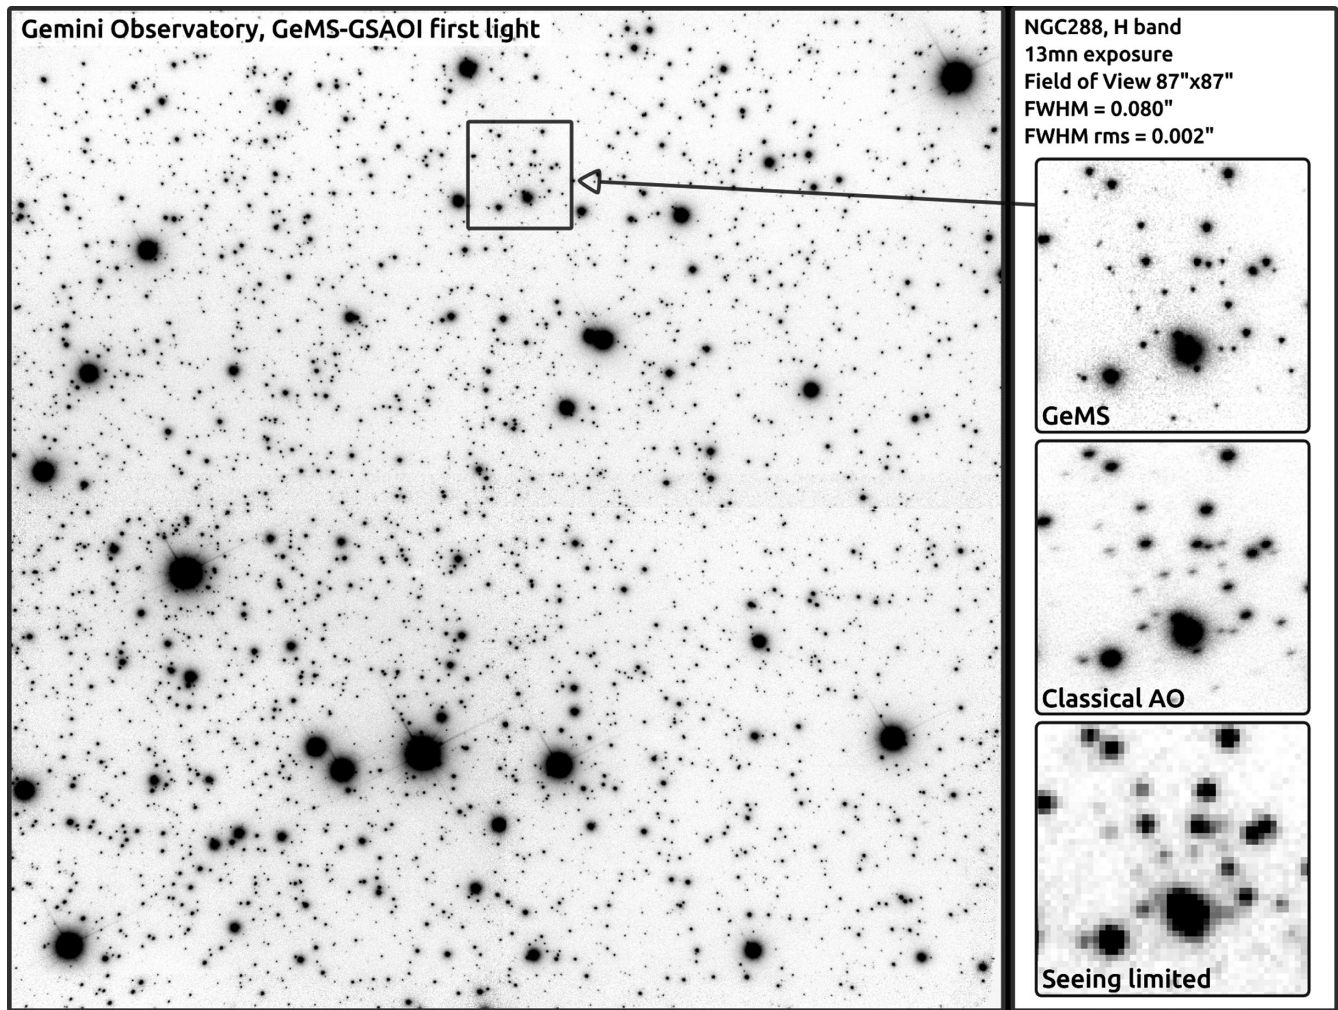 Gemini Observatory, GeMS-GSAOI first light
NGC288, H band
13mn exposure
Field of View 87"x87"
FWHM = 0.080"
FWHM rms = 0.002"
GeMS
Classical AO
Seeing limited